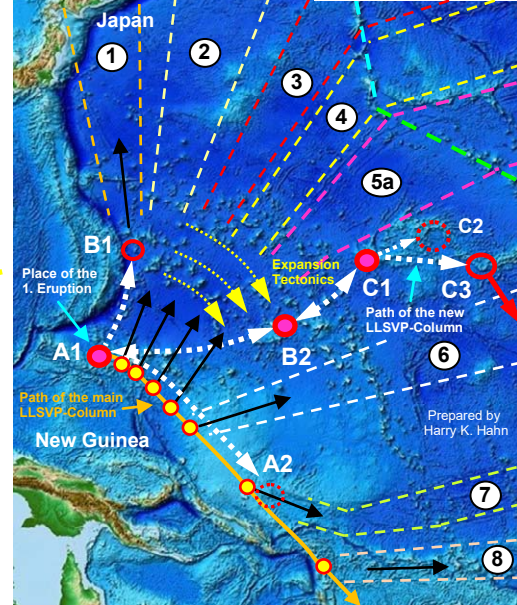 Japan
1
2
3
4
5a
C2
B1
Expansion
Tectonics
Place of the
1. Eruption
C1
C3
Path of the new
LLSVP-Column
A1
B2
6
Path of the main
LLSVP-Column
Prepared by
Harry K. Hahn
New Guinea
A2
7
8